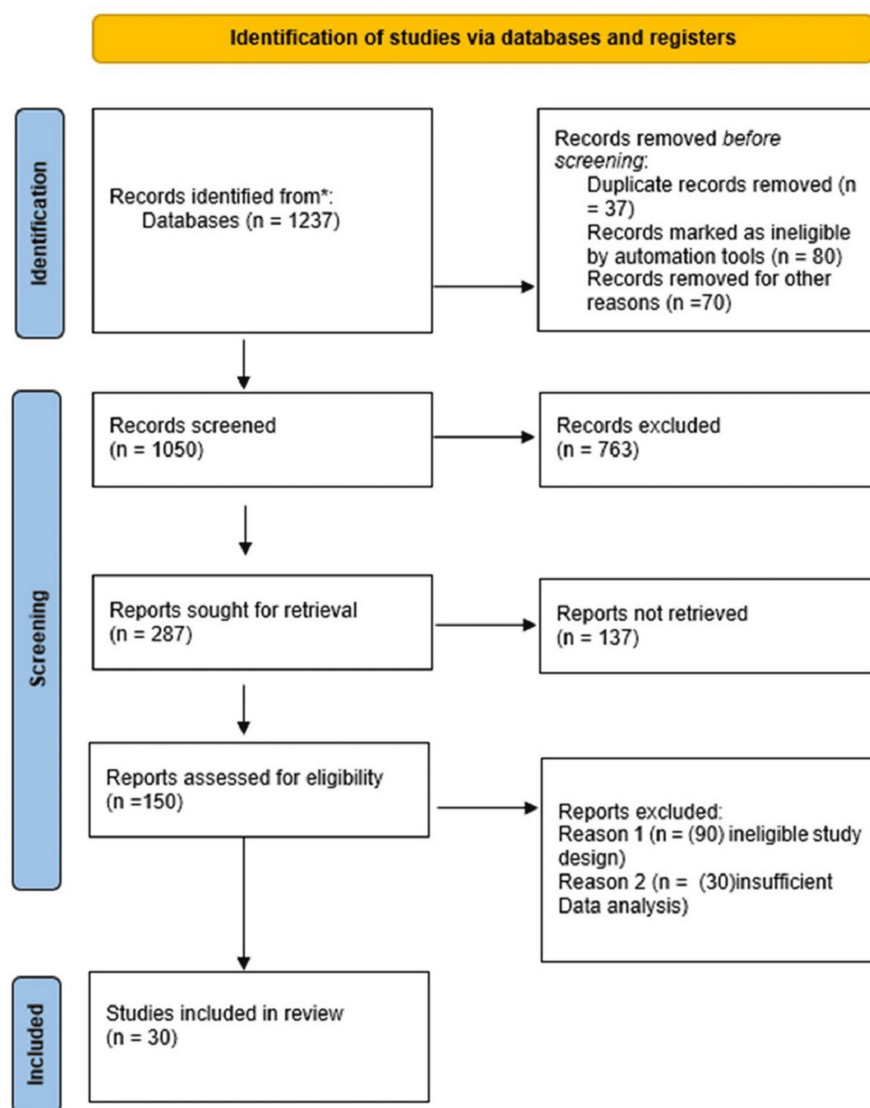 Identification of studies via databases and registers
Identification
Records identified from*:
Databases (n = 1237)
Records removed before
screening:
Duplicate records removed (n
= 37)
Records marked as ineligible
by automation tools (n = 80)
Records removed for other
reasons (n =70)
Screening
Records screened
(n = 1050)
Records excluded
(n = 763)
Reports sought for retrieval
(n = 287)
Reports not retrieved
(n = 137)
Reports assessed for eligibility
(n =150)
Reports excluded:
Reason 1 (n = (90) ineligible study
design)
Reason 2 (n =  (30)insufficient
Data analysis)
Included
Studies included in review
(n = 30)